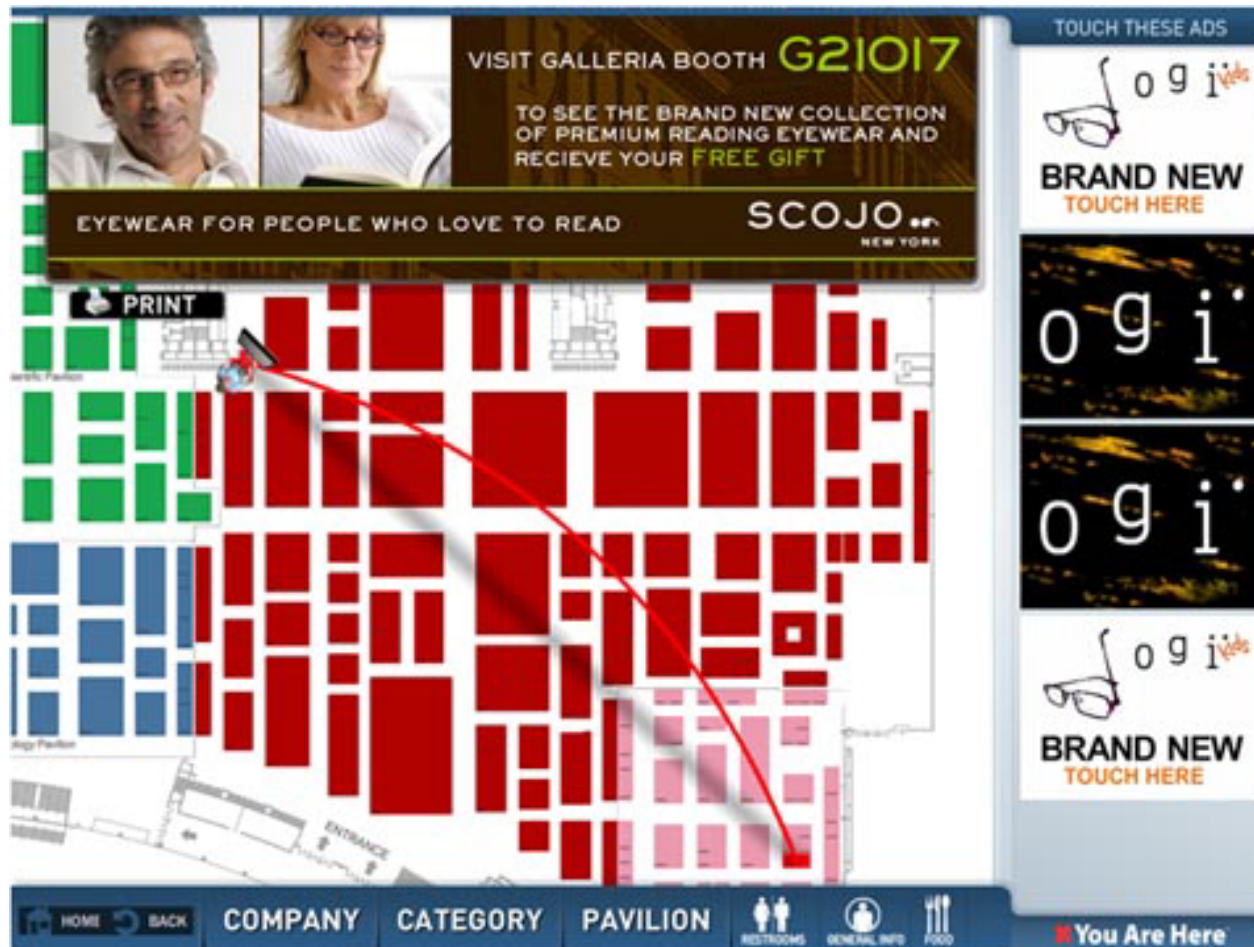 VISIT GALLERIA BOOTH G21017
TO SEE THE BRAND NEW COLLECTION
OF PREMIUM READING EYEWEAR AND
RECIEVE YOUR FREE GIFT
EYEWEAR FOR PEOPLE WHO LOVE TO READ
SCOJO
NEW YORK
TOUCH THESE ADS
ogi kids
BRAND NEW
TOUCH HERE
ogi
ogi
ogi kids
BRAND NEW
TOUCH HERE
PRINT
Pavilion
Pavilion
ENTRANCE
HOME
BACK
COMPANY
CATEGORY
PAVILION
RESTROOMS
GENERAL INFO
FOOD
You Are Here